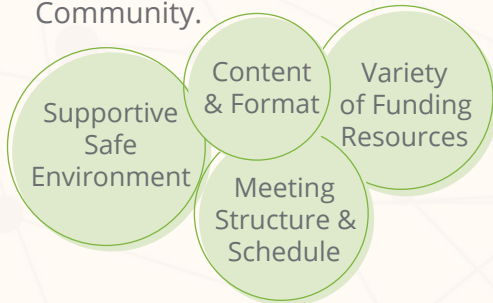 Community.
Supportive
Safe
Environment
Content
& Format
Variety
of Funding
Resources
Meeting
Structure &
Schedule